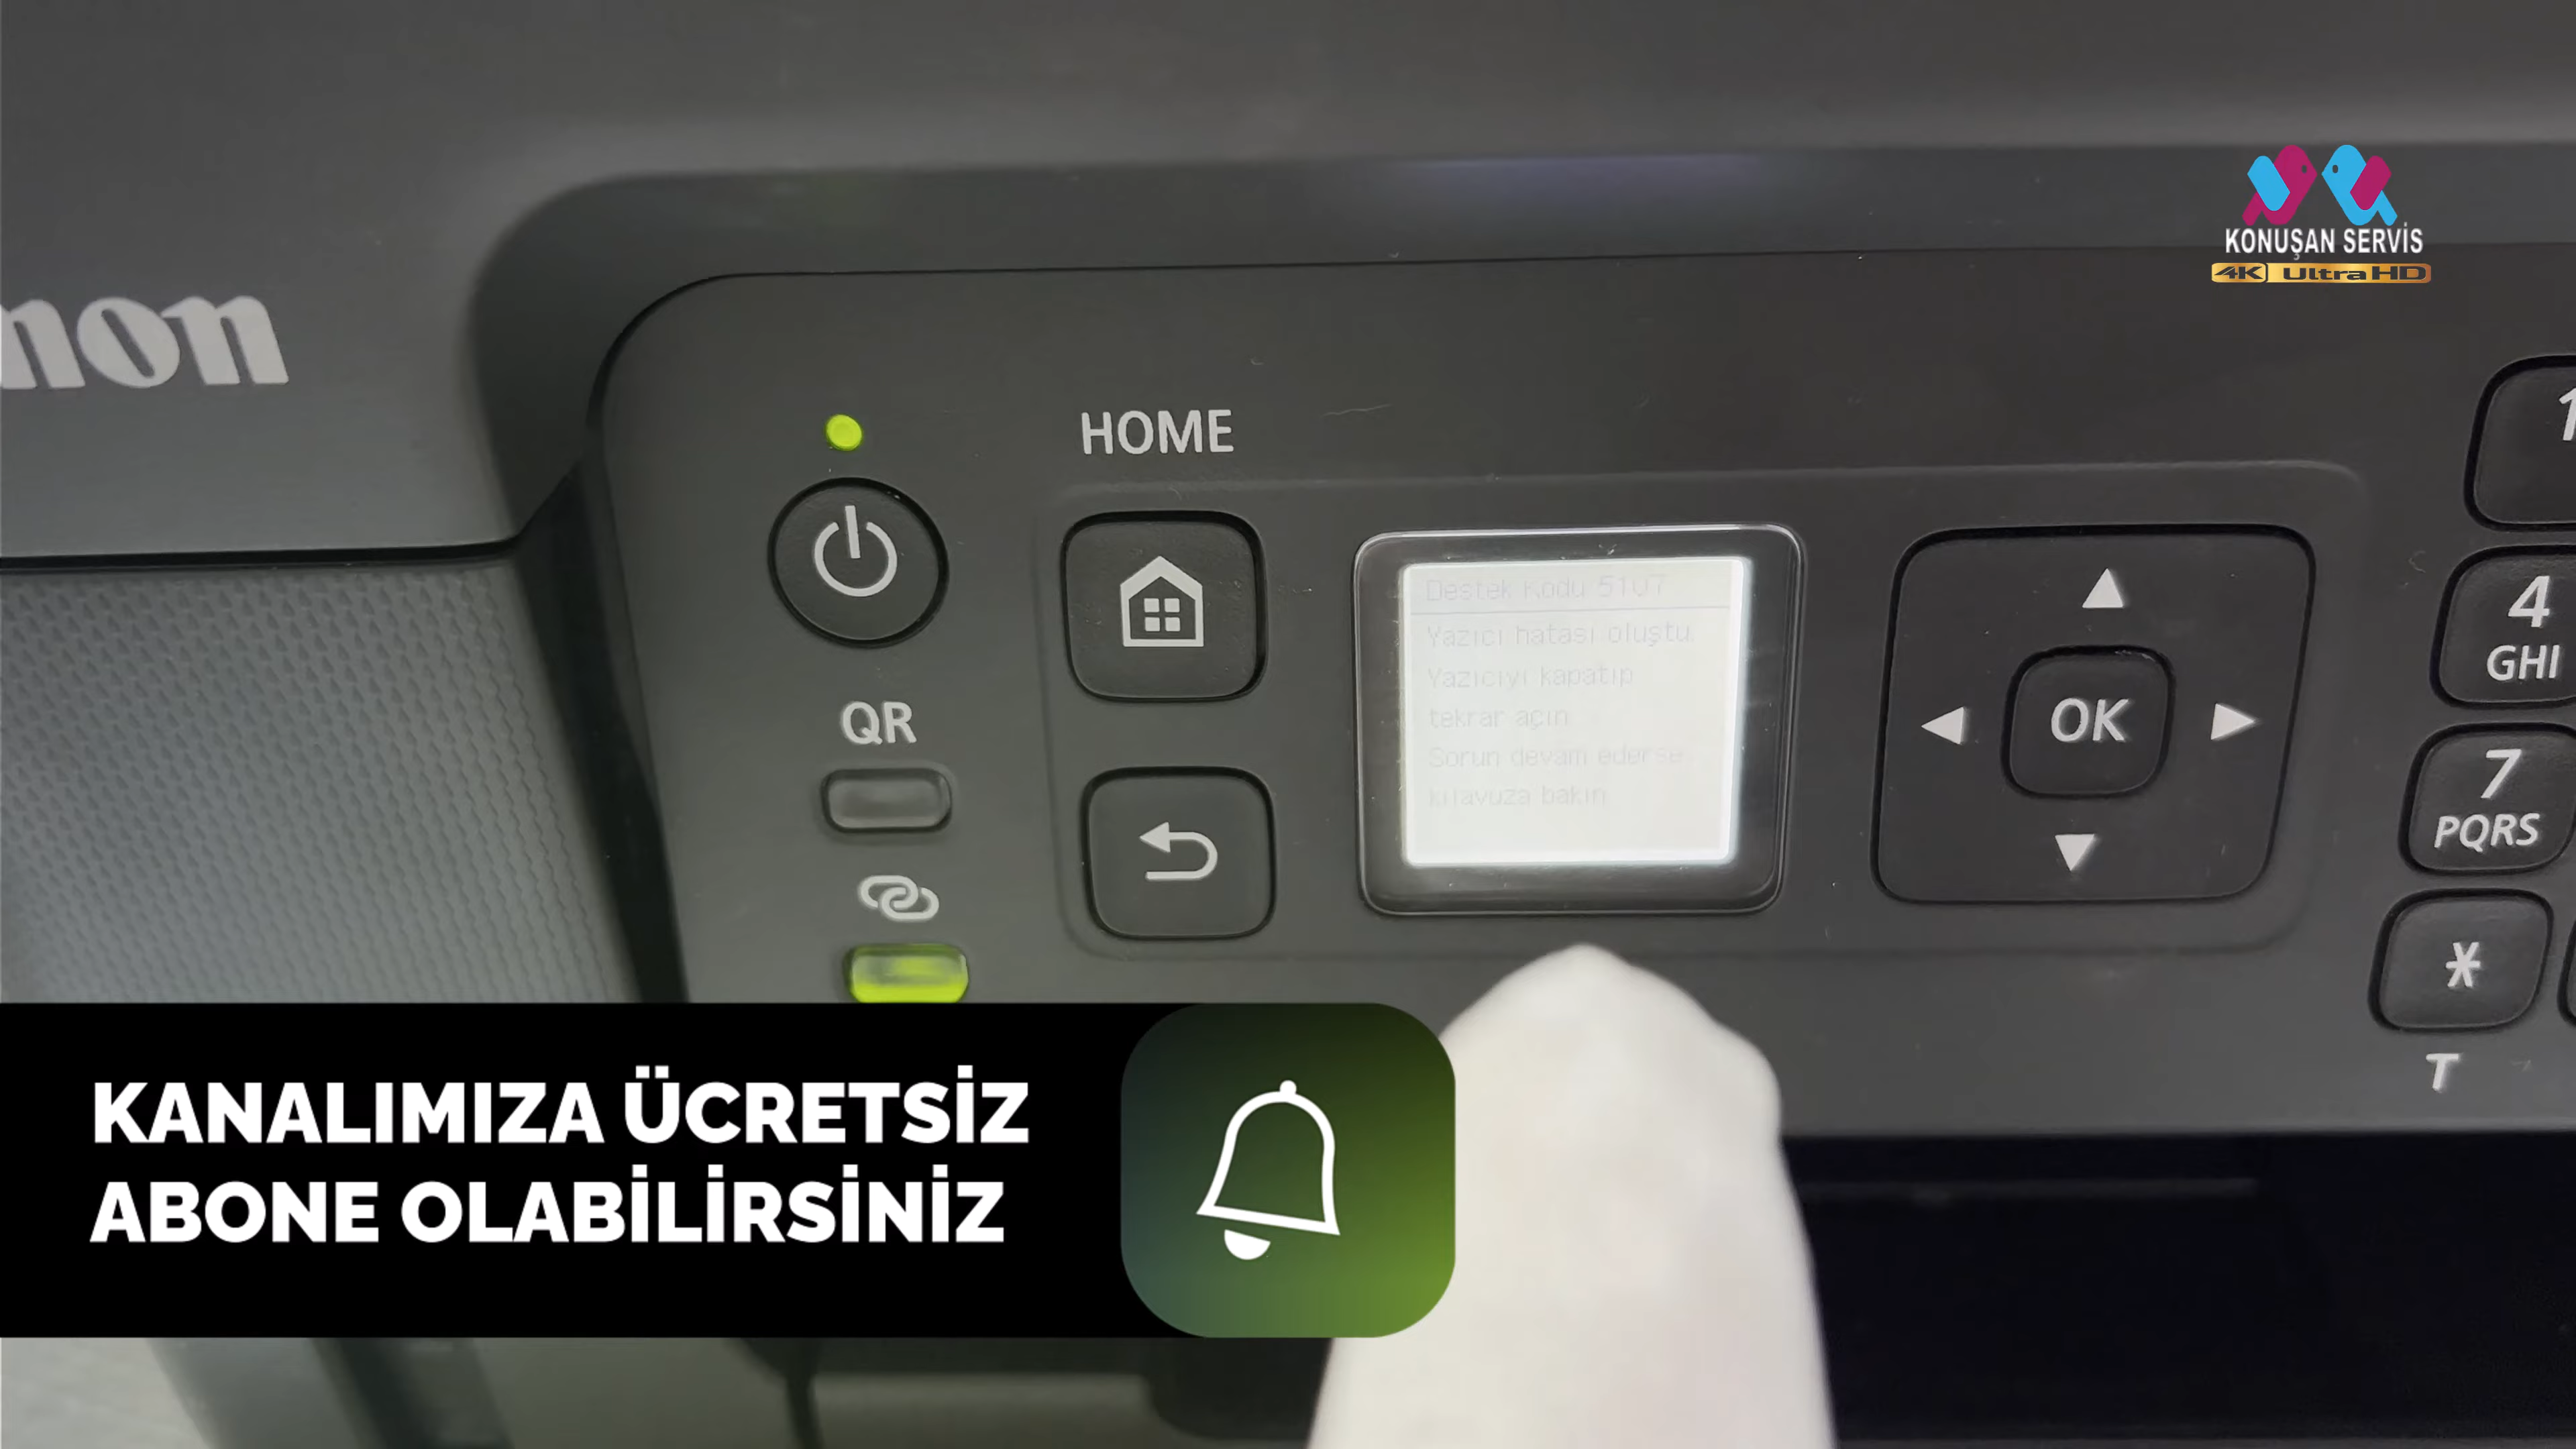 KONUŞAN SERVİS
4K Ultra HD
non
HOME
1
Destek Kodu
Yazıcı hatası oluştu.
4
Yazıcıyı kapatıp
GHI
QR
tekrar açın
OK
Sorun devam ederse
7
kılavuza bakın
PQRS
*
T
KANALIMIZA ÜCRETSİZ
ABONE OLABİLİRSİNİZ